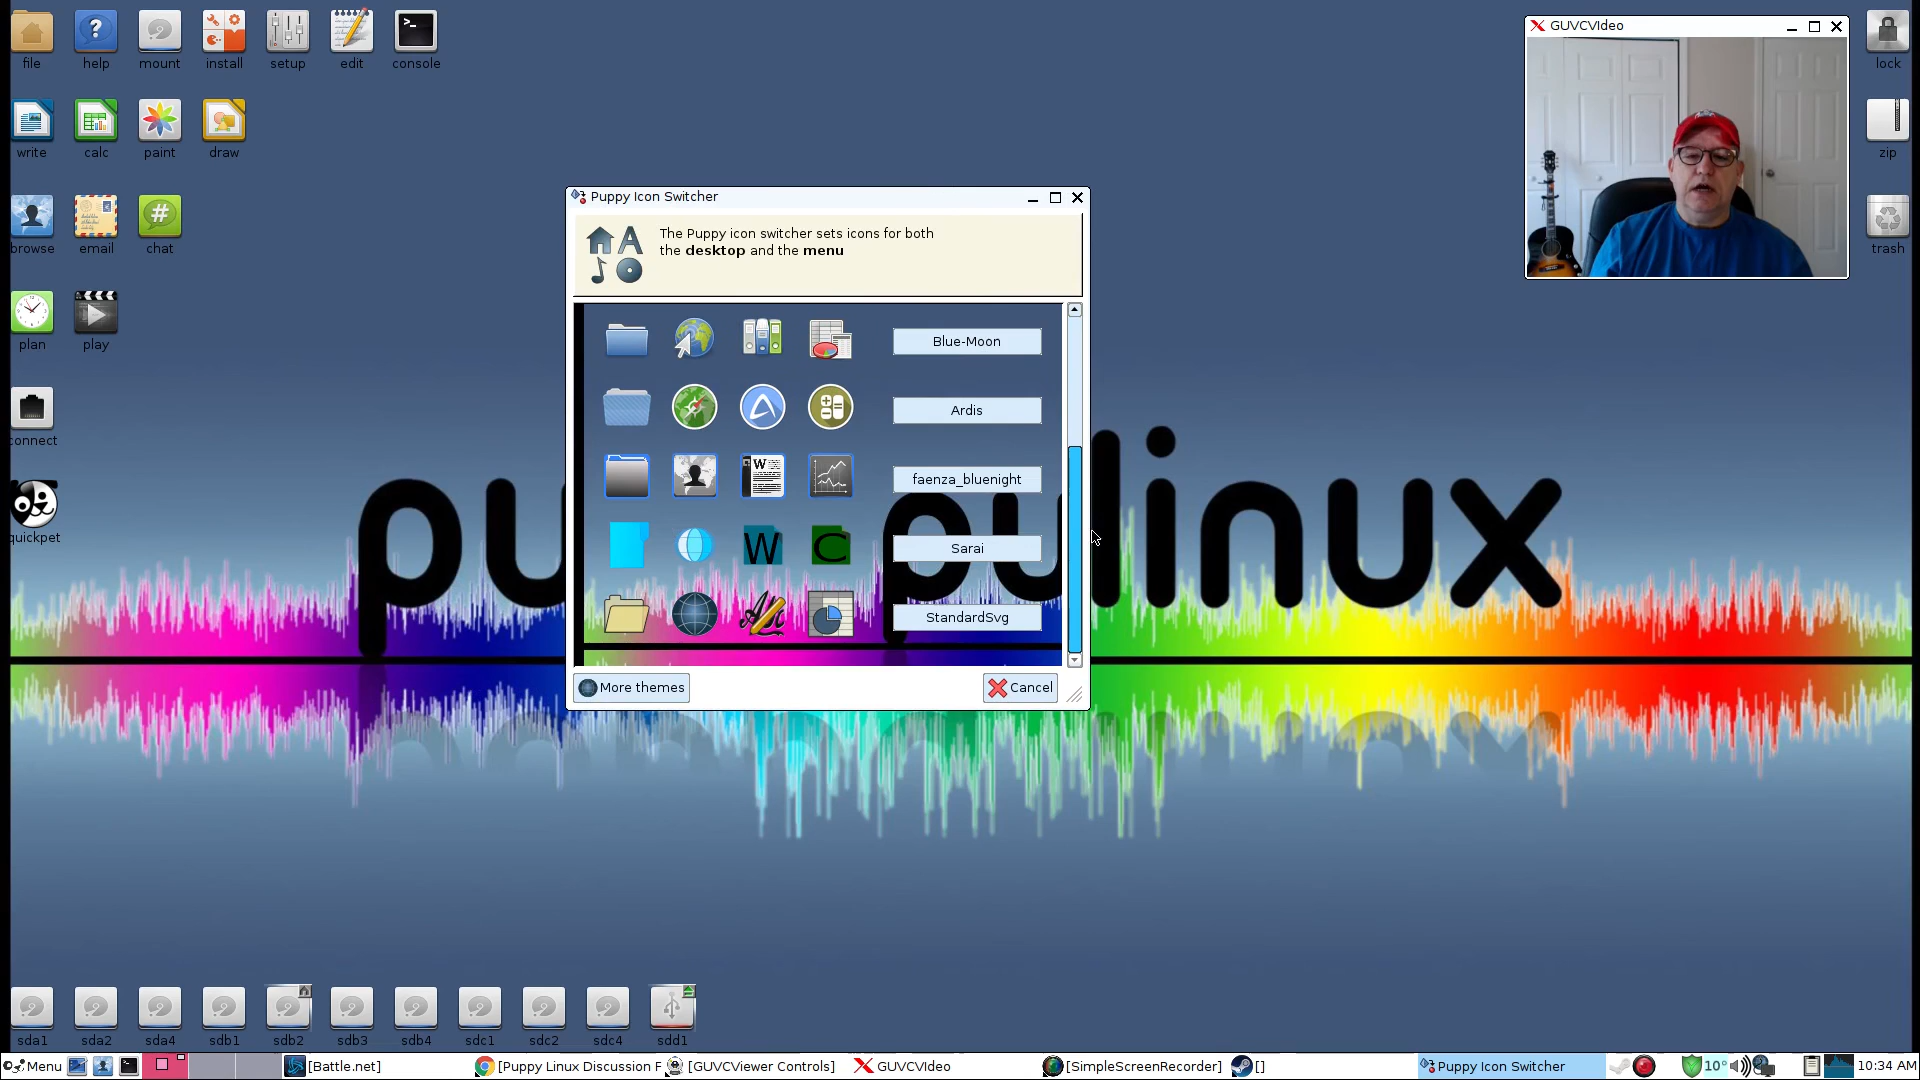 file
help
mount
install
setup
edit
console
write
calc
paint
draw
browse
email
chat
plan
play
connect
quickpet
GUVCVIdeo
lock
zip
trash
Puppy Icon Switcher
The Puppy icon switcher sets icons for both
the desktop and the menu
Blue-Moon
Ardis
faenza_bluenight
Sarai
StandardSvg
More themes
Cancel
linux
sda1
sda2
sda4
sdb1
sdb2
sdb3
sdb4
sdc1
sdc2
sdc4
sdd1
Menu
[Battle.net]
[Puppy Linux Discussion F
[GUVCViewer Controls]
GUVCVIdeo
[SimpleScreenRecorder]
[]
Puppy Icon Switcher
10°
10:34 AM